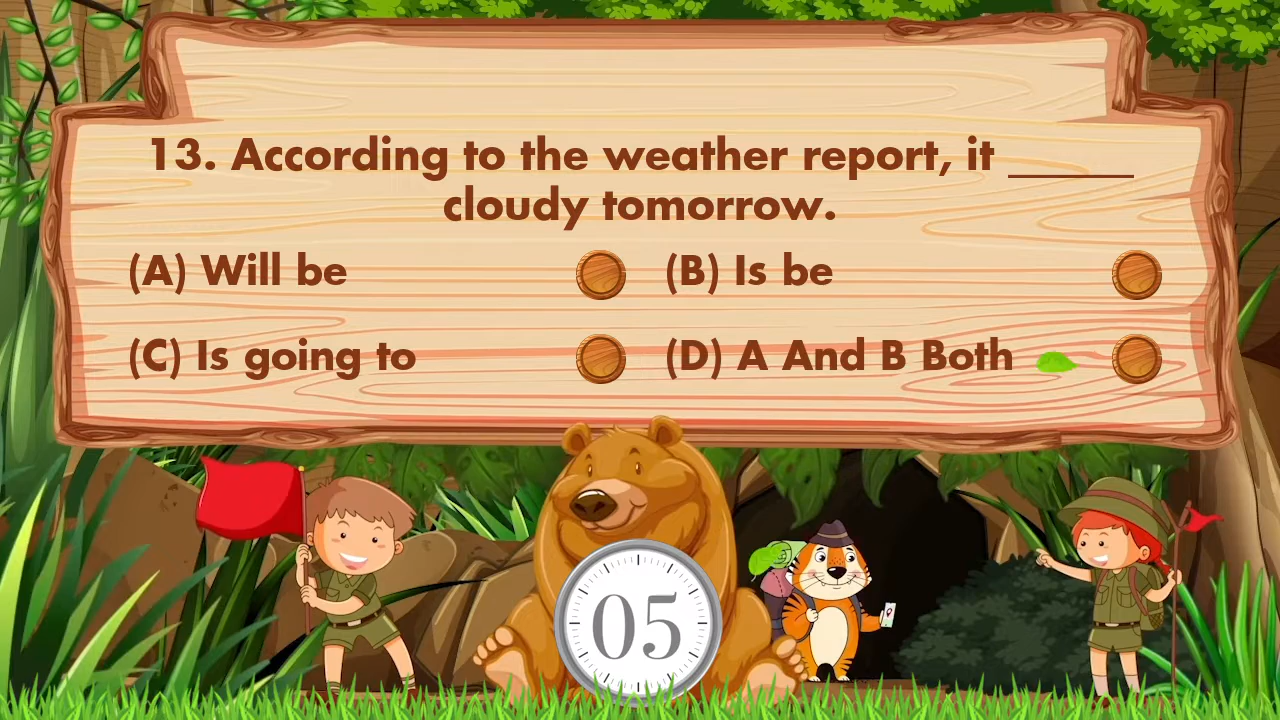 13. According to the weather report, it ______
cloudy tomorrow.
(A) Will be
(B) Is be
(C) Is going to
(D) A And B Both
05